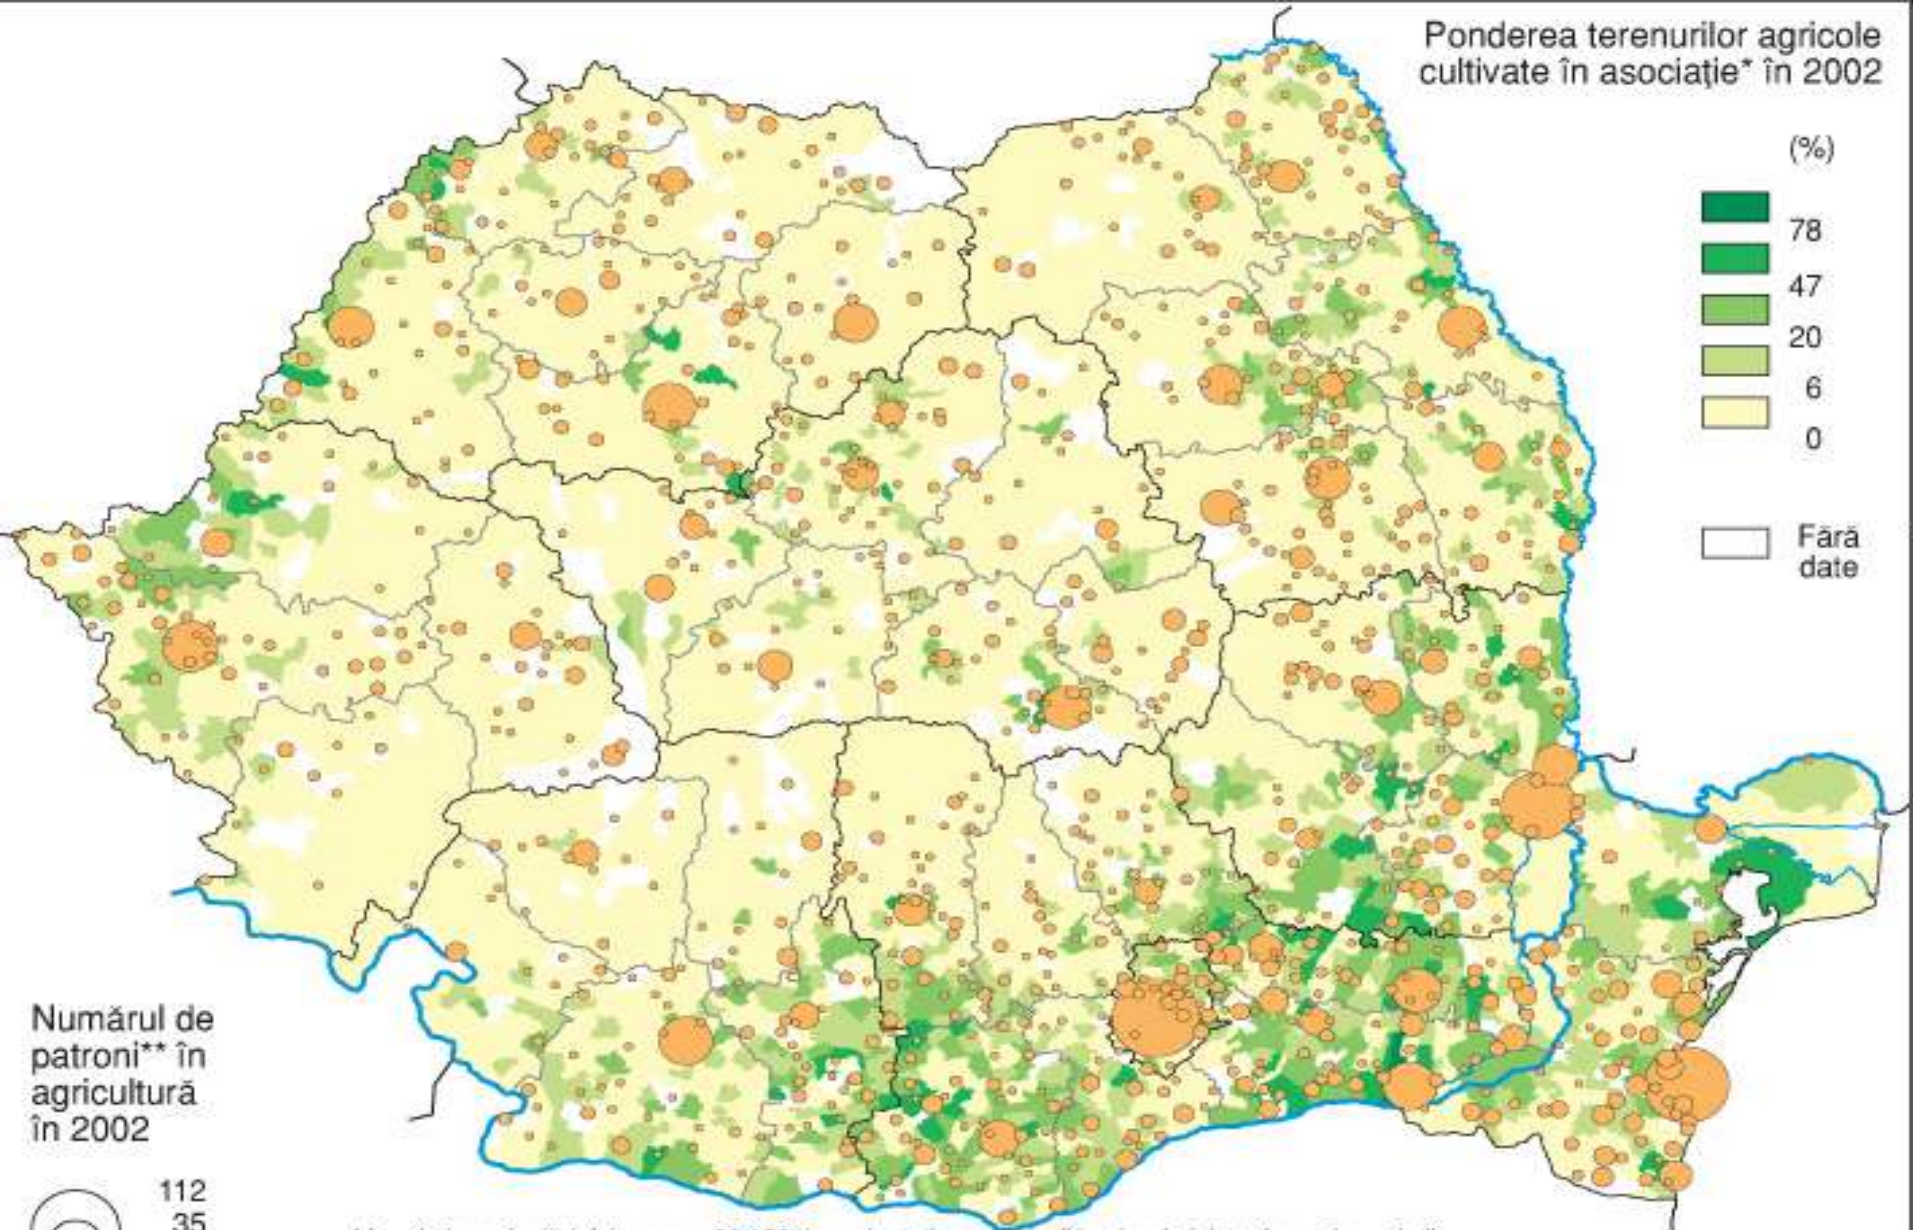 Ponderea terenurilor agricole
cultivate în asociaţie* în 2002
(%)
78
47
20
6
0
Fără
date
Numărul de
patroni** în
agricultură
în 2002
112
35